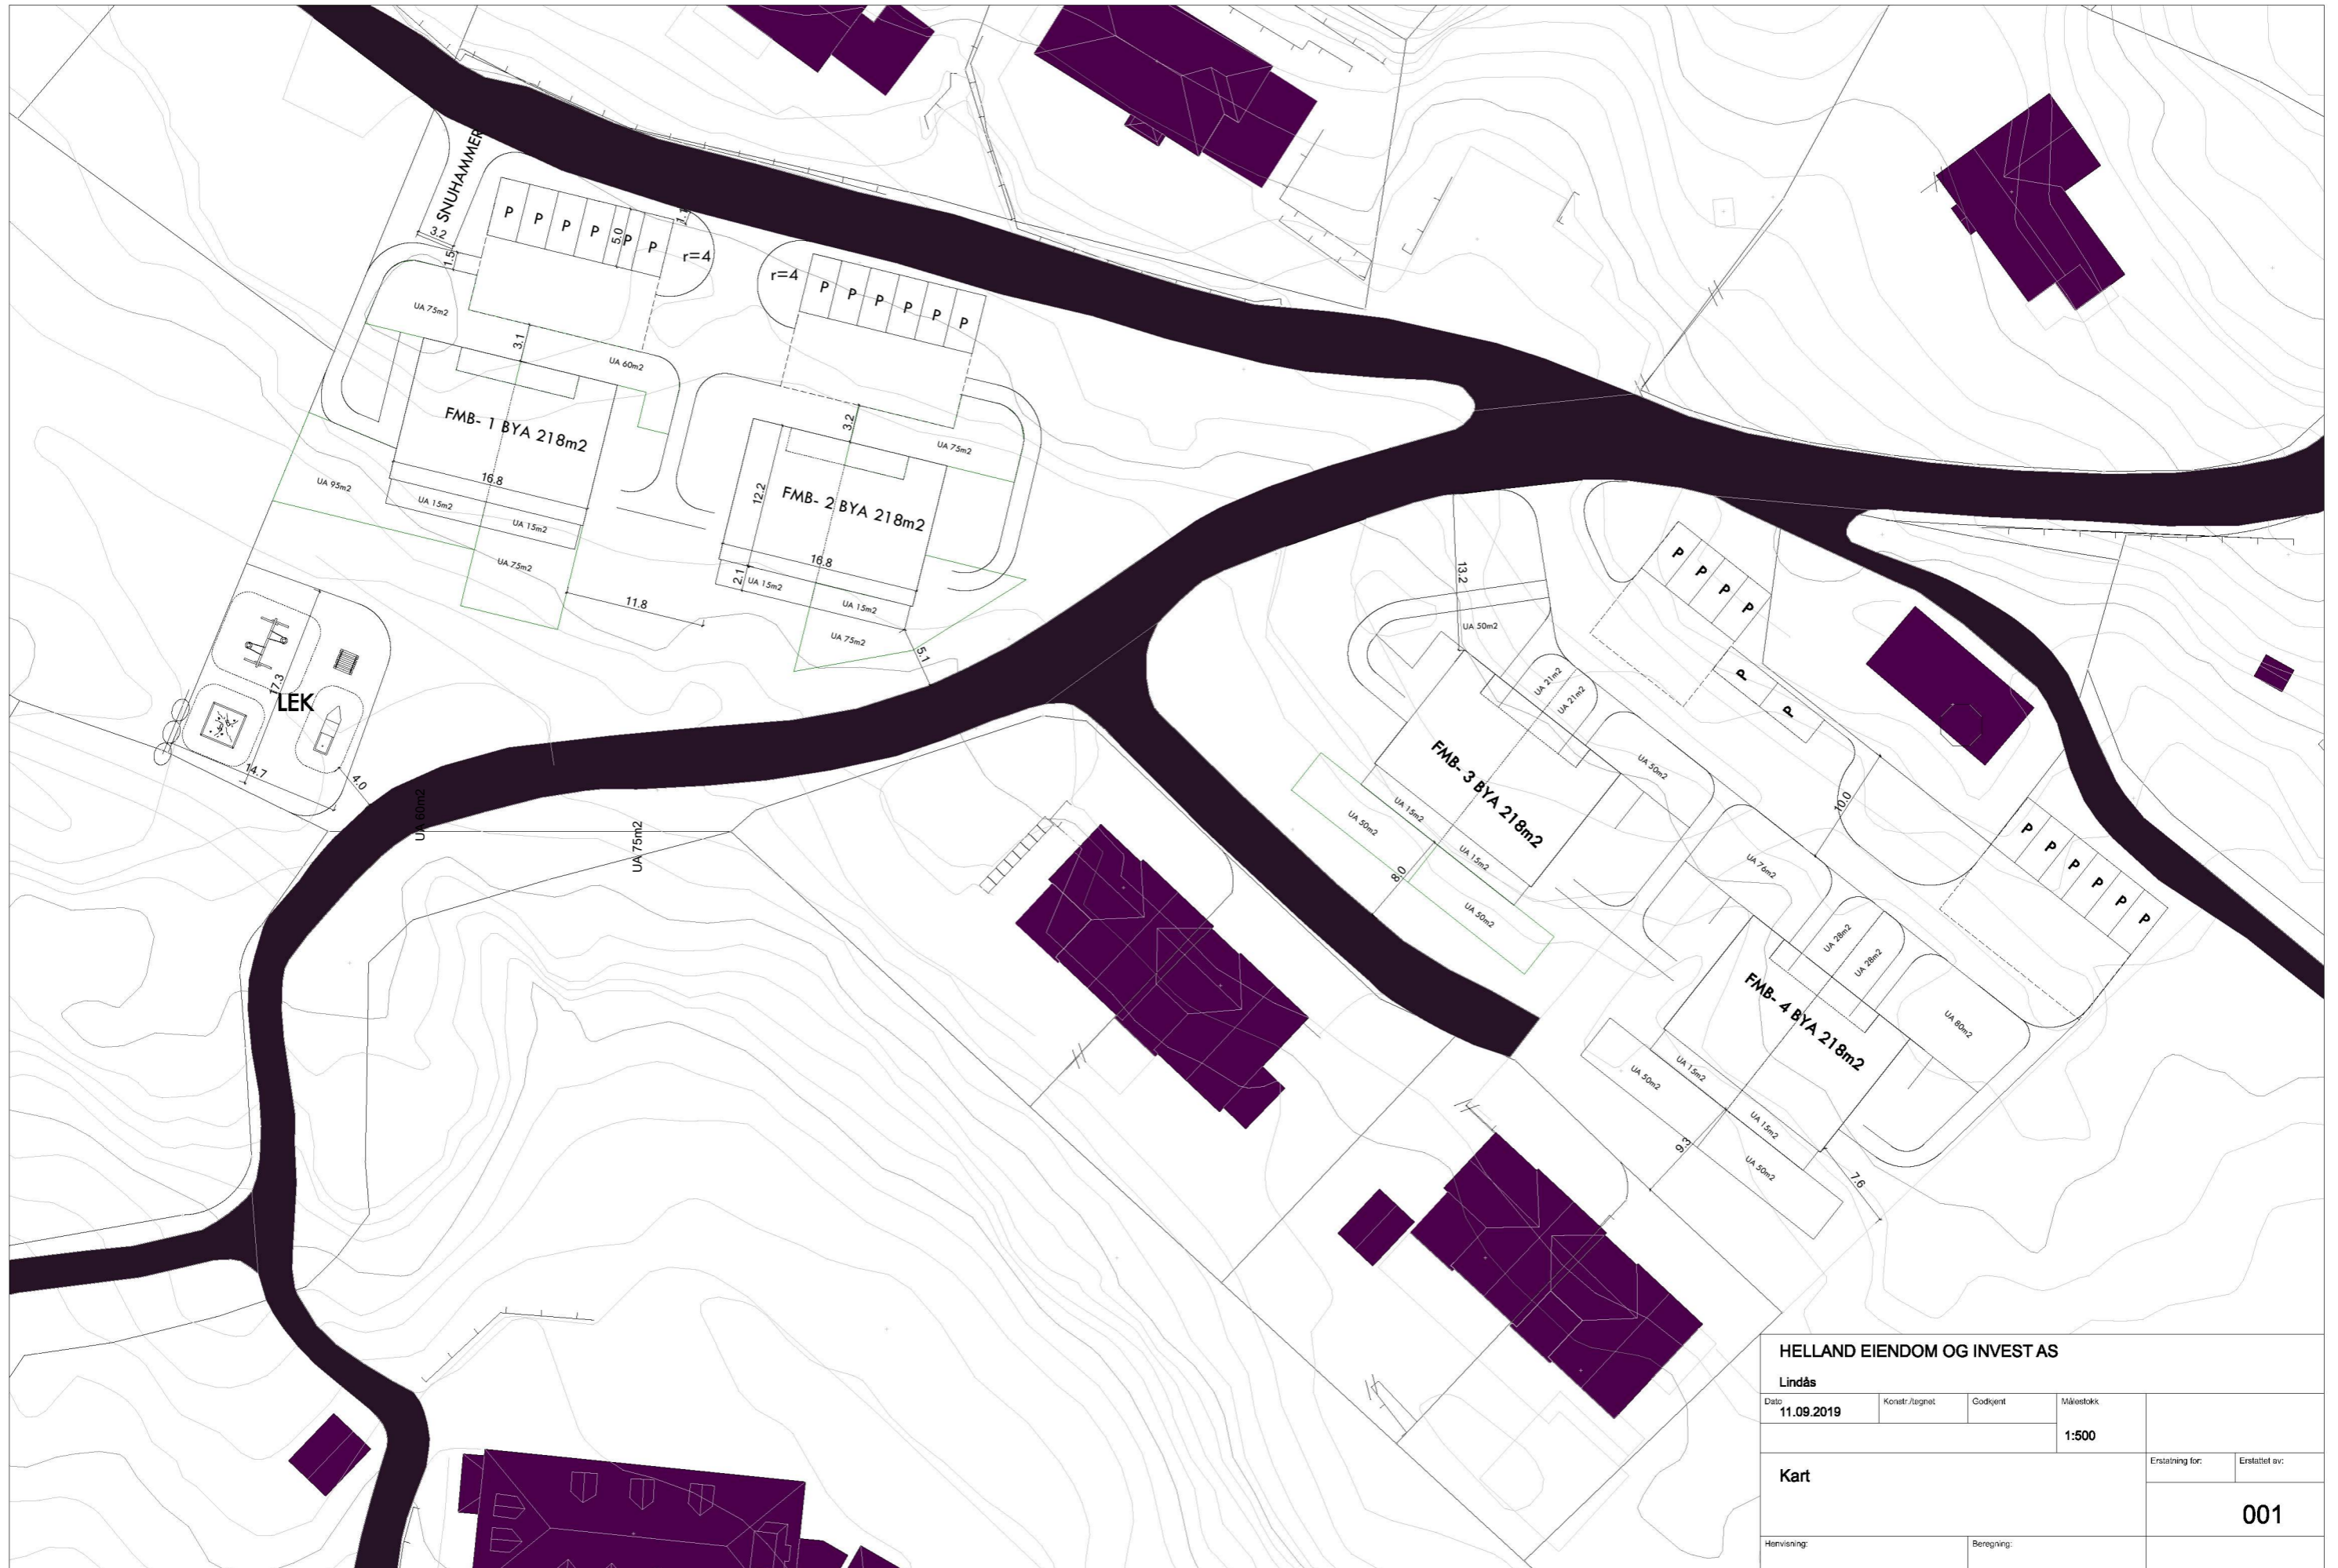 SNUHAMMER
3.2
1.5
P P P P P P
5.0
r=4
r=4
P P P P P P
UA 75m2
3.1
UA 60m2
FMB- 1 BYA 218m2
16.8
UA 95m2
UA 15m2
UA 15m2
UA 75m2
11.8
3.2
UA 75m2
12.2
FMB- 2 BYA 218m2
16.8
2.1
UA 15m2
UA 15m2
UA 75m2
5.1
17.3
LEK
14.7
4.0
UA 60m2
UA 75m2
13.2
UA 50m2
UA 21m2
UA 21m2
P P P P
P P
UA 50m2
FMB- 3 BYA 218m2
UA 15m2
UA 15m2
UA 50m2
8.0
UA 50m2
10.0
P P P P P P
UA 76m2
UA 28m2
UA 28m2
FMB- 4 BYA 218m2
UA 80m2
UA 15m2
UA 15m2
UA 50m2
9.3
UA 50m2
7.6
HELLAND EIENDOM OG INVEST AS
Lindås
Dato Konstr./tegnet Godkjent Målestokk
11.09.2019
1:500
Kart
Erstatning for: Erstattet av:
001
Henvisning: Beregning: